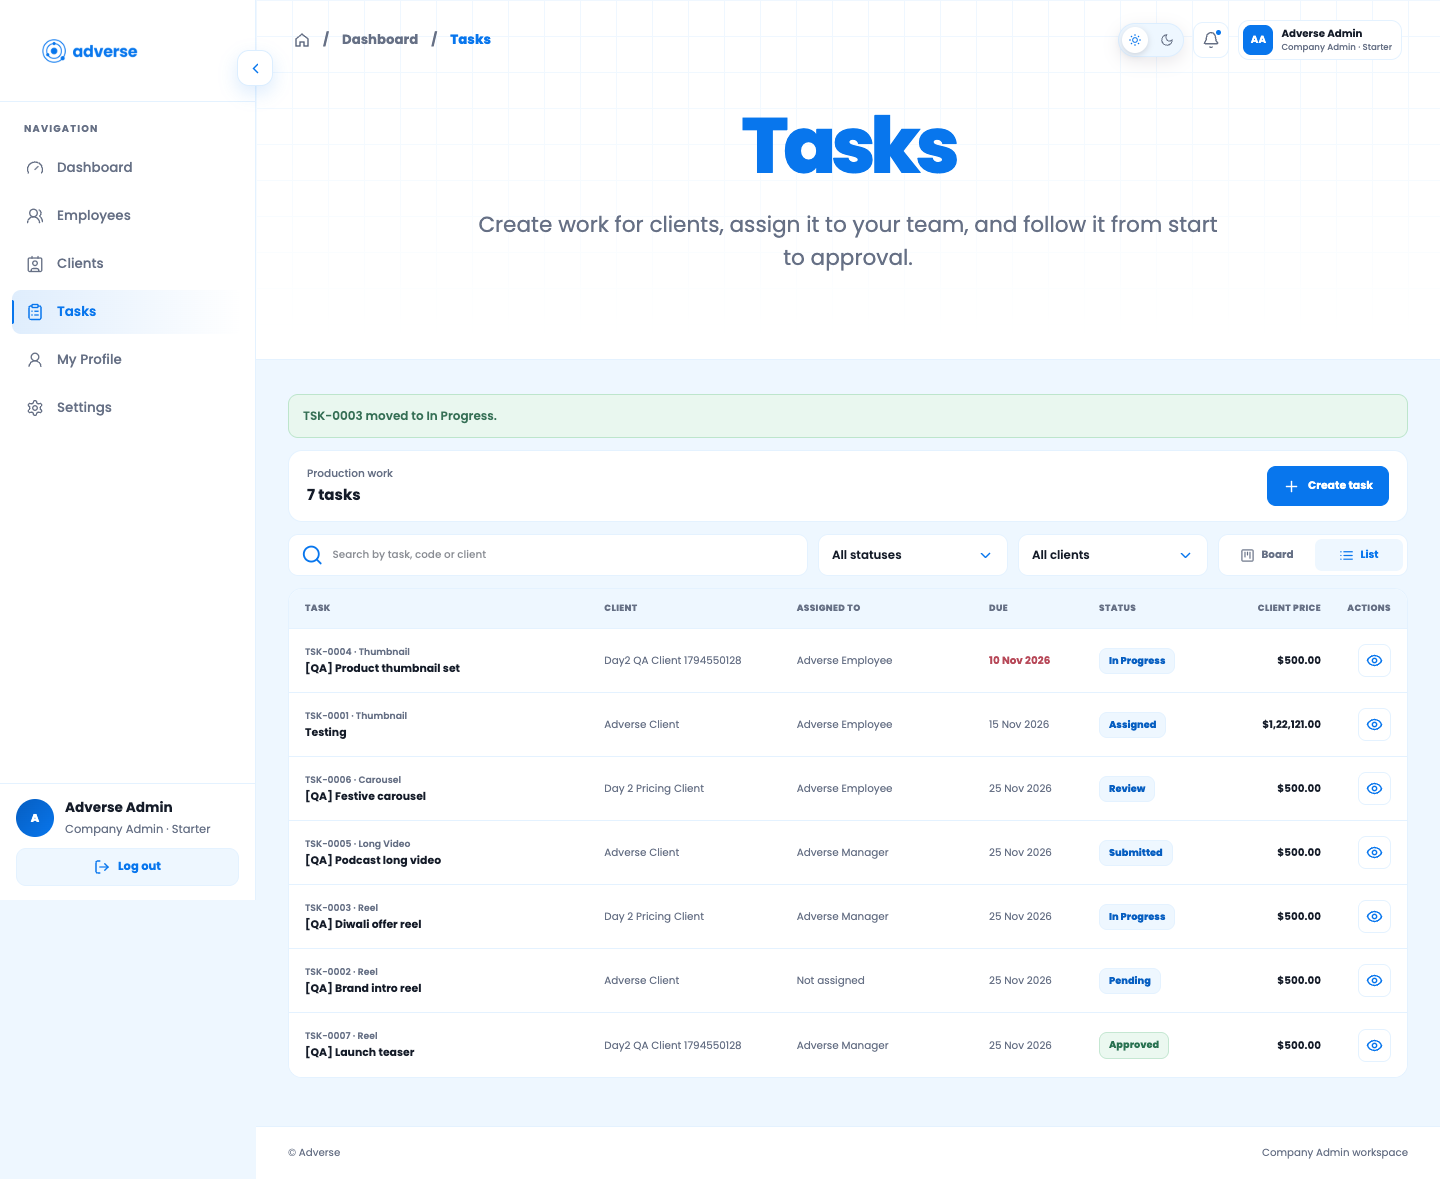 adverse
NAVIGATION
Dashboard
Employees
Clients
Tasks
My Profile
Settings
A
Adverse Admin
Company Admin · Starter
Log out
/ Dashboard / Tasks
AA
Adverse Admin
Company Admin · Starter
Tasks
Create work for clients, assign it to your team, and follow it from start
to approval.
TSK-0003 moved to In Progress.
Production work
7 tasks
Create task
Search by task, code or client
All statuses
All clients
Board
List
TASK CLIENT ASSIGNED TO DUE STATUS CLIENT PRICE ACTIONS
TSK-0004 · Thumbnail
[QA] Product thumbnail set
Day2 QA Client 1794550128
Adverse Employee
10 Nov 2026
In Progress
$500.00
TSK-0001 · Thumbnail
Testing
Adverse Client
Adverse Employee
15 Nov 2026
Assigned
$1,22,121.00
TSK-0006 · Carousel
[QA] Festive carousel
Day 2 Pricing Client
Adverse Employee
25 Nov 2026
Review
$500.00
TSK-0005 · Long Video
[QA] Podcast long video
Adverse Client
Adverse Manager
25 Nov 2026
Submitted
$500.00
TSK-0003 · Reel
[QA] Diwali offer reel
Day 2 Pricing Client
Adverse Manager
25 Nov 2026
In Progress
$500.00
TSK-0002 · Reel
[QA] Brand intro reel
Adverse Client
Not assigned
25 Nov 2026
Pending
$500.00
TSK-0007 · Reel
[QA] Launch teaser
Day2 QA Client 1794550128
Adverse Manager
25 Nov 2026
Approved
$500.00
© Adverse
Company Admin workspace